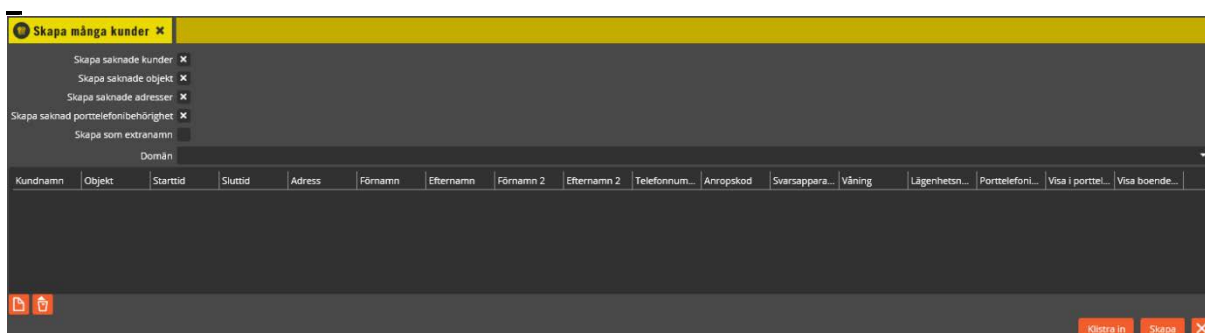 Skapa många kunder
Skapa saknade kunder
Skapa saknade objekt
Skapa saknade adresser
Skapa saknad porttelefonibehörighet
Skapa som extranamn
Domän
Kundnamn Objekt Starttid Sluttid Adress Förnamn Efternamn Förnamn 2 Efternamn 2 Telefonnum... Anropskod Svarsappara... Våning Lägenhetsn... Porttelefoni... Visa i porttel... Visa boende...
Klistra in Skapa